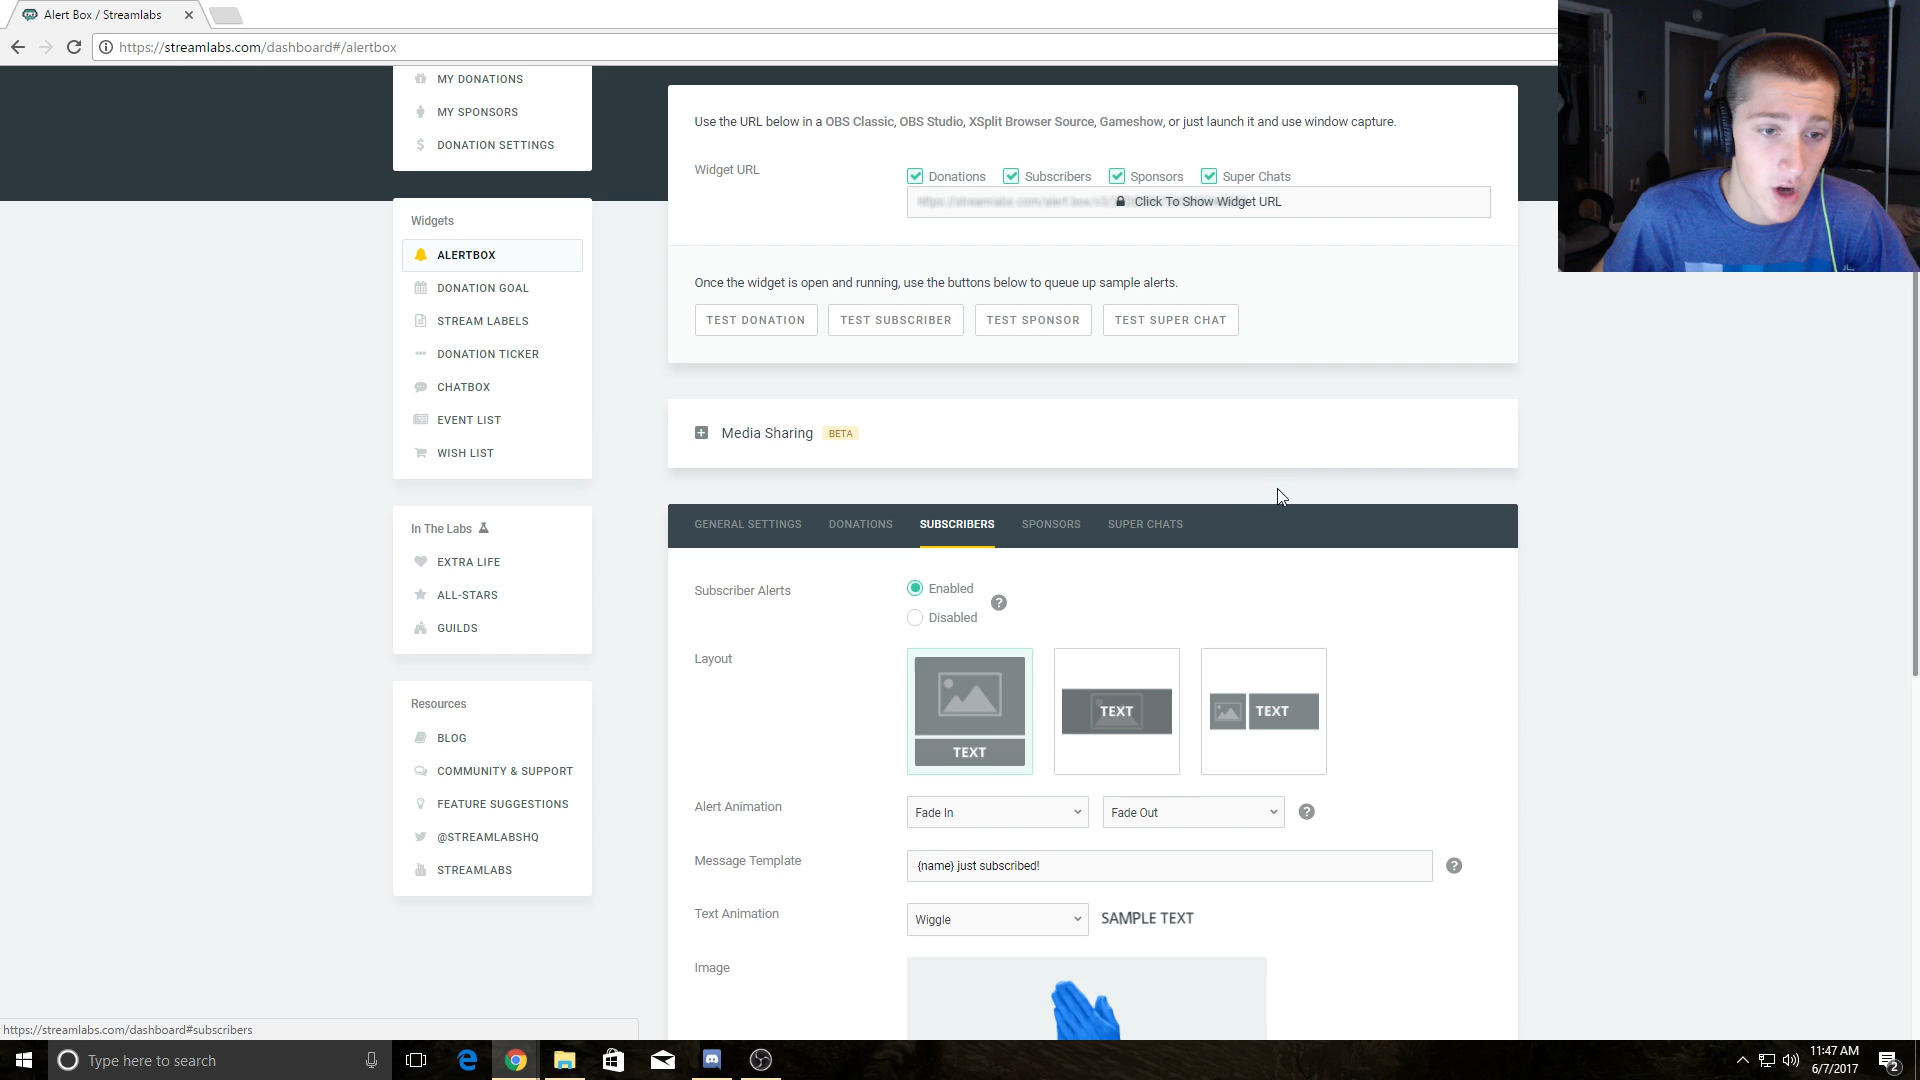 Alert Box / Streamlabs
https://streamlabs.com/dashboard#/alertbox
MY DONATIONS
MY SPONSORS
DONATION SETTINGS
Widgets
ALERTBOX
DONATION GOAL
STREAM LABELS
DONATION TICKER
CHATBOX
EVENT LIST
WISH LIST
In The Labs
EXTRA LIFE
ALL-STARS
GUILDS
Resources
BLOG
COMMUNITY & SUPPORT
FEATURE SUGGESTIONS
@STREAMLABSHQ
STREAMLABS
Use the URL below in a OBS Classic, OBS Studio, XSplit Browser Source, Gameshow, or just launch it and use window capture.
Widget URL
Donations Subscribers Sponsors Super Chats
Click To Show Widget URL
Once the widget is open and running, use the buttons below to queue up sample alerts.
TEST DONATION TEST SUBSCRIBER TEST SPONSOR TEST SUPER CHAT
Media Sharing BETA
GENERAL SETTINGS DONATIONS SUBSCRIBERS SPONSORS SUPER CHATS
Subscriber Alerts
Enabled
Disabled
Layout
TEXT
TEXT
TEXT
Alert Animation
Fade In Fade Out
Message Template
{name} just subscribed!
Text Animation
Wiggle SAMPLE TEXT
Image
https://streamlabs.com/dashboard#subscribers
Type here to search
11:47 AM
6/7/2017
2